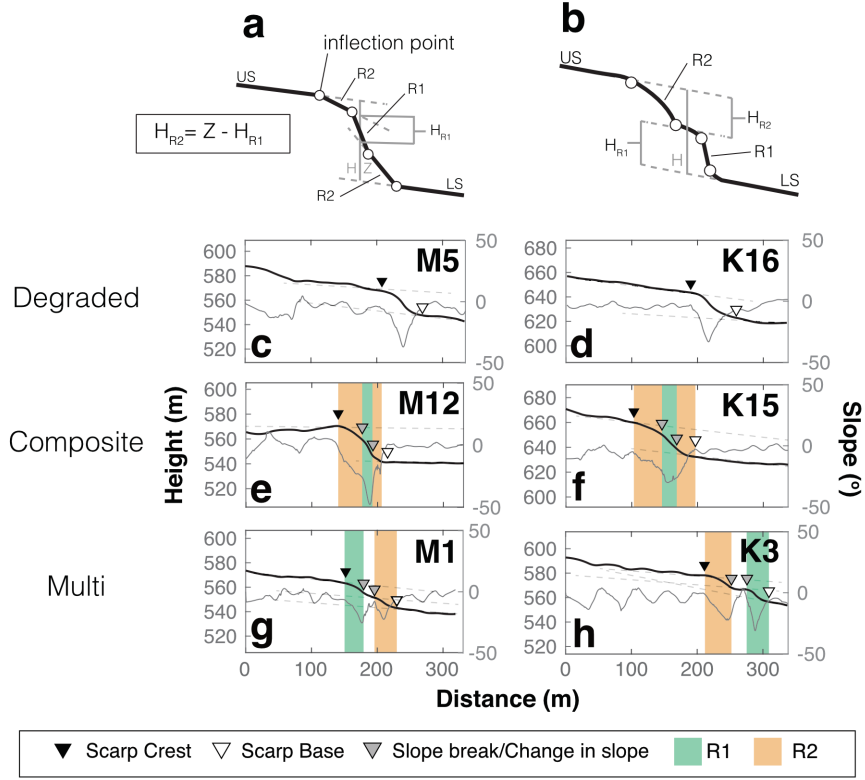 a
inflection point
US
R2
R1
H_R2 = Z - H_R1
H_R1
H
Z
R2
LS
b
US
R2
H_R2
H_R1
H
R1
LS
Degraded
600
580
560
540
520
M5
c
50
0
-50
680
660
640
620
600
K16
d
50
0
-50
Composite
Height (m)
600
580
560
540
520
M12
e
50
0
-50
680
660
640
620
600
K15
f
50
0
-50
Slope (º)
Multi
600
580
560
540
520
M1
g
0 100 200 300
50
0
-50
600
580
560
540
520
K3
h
0 100 200 300
50
0
-50
Distance (m)
Scarp Crest Scarp Base Slope break/Change in slope R1 R2